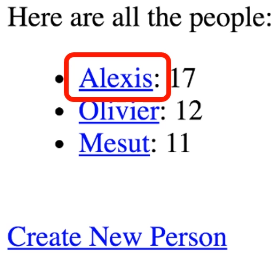 Here are all the people:
Alexis: 17
Olivier: 12
Mesut: 11
Create New Person